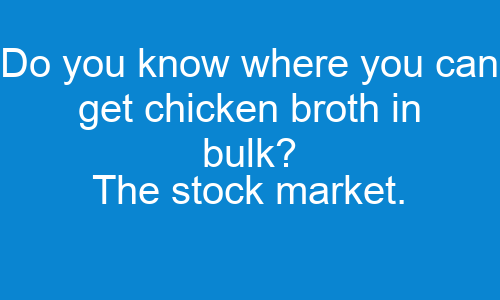 Do you know where you can
get chicken broth in
bulk?
The stock market.